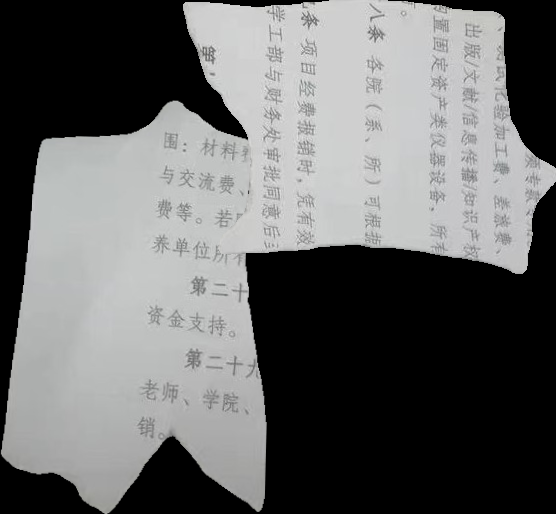 围：材料
与交流费、
费等。若
养单位所
第二十
资金支持。
第二十九
老师、学院、
销。
专款
、测试化验加工费、差旅费、
出版/文献/信息传播/知识产权
购置固定资产类仪器设备，所有
八条 各院（系、所）可根据
条 项目经费报销时，凭有效
学工部与财务处审批同意后
第